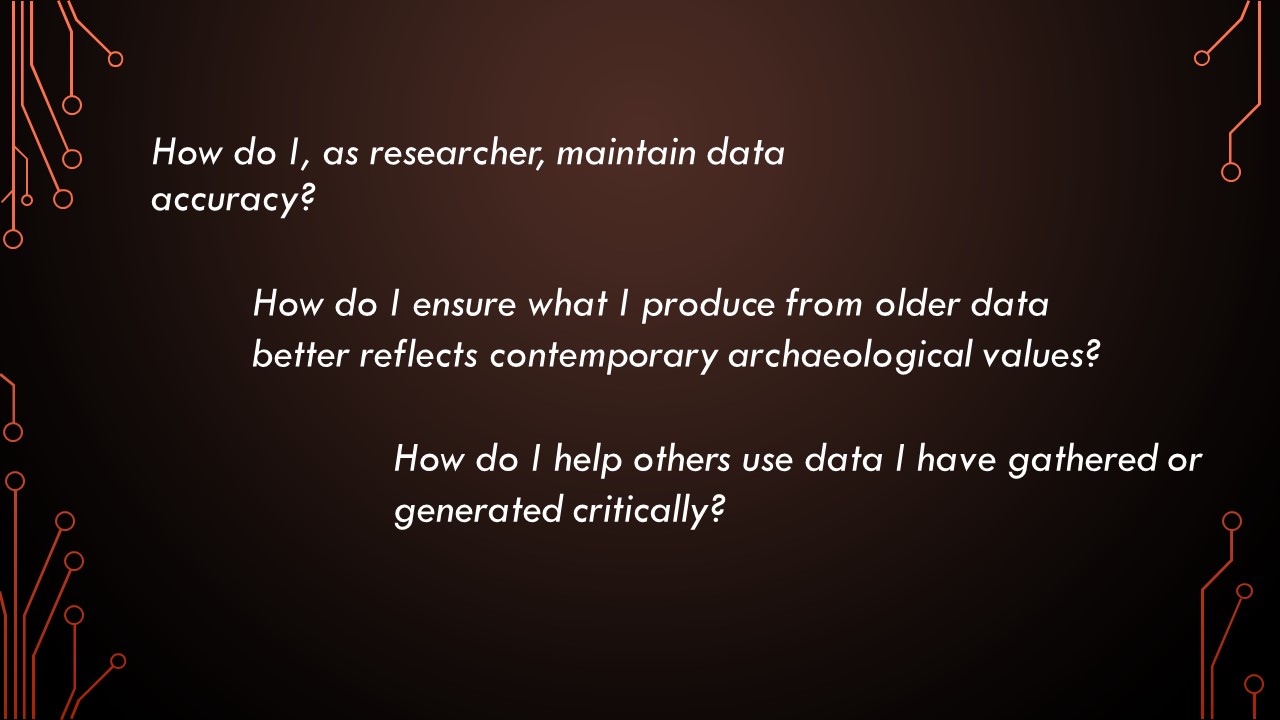 How do I, as researcher, maintain data
accuracy?
How do I ensure what I produce from older data
better reflects contemporary archaeological values?
How do I help others use data I have gathered or
generated critically?